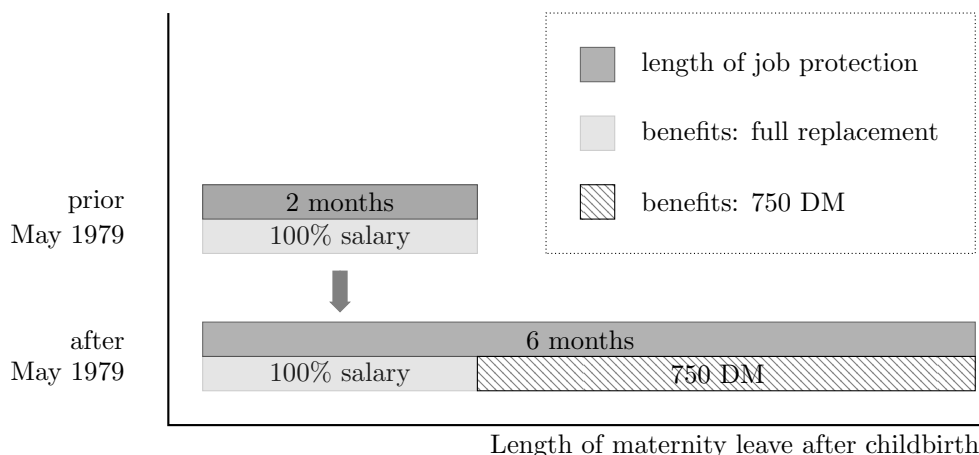 length of job protection
benefits: full replacement
benefits: 750 DM
prior
May 1979
2 months
100% salary
after
May 1979
6 months
100% salary
750 DM
Length of maternity leave after childbirth